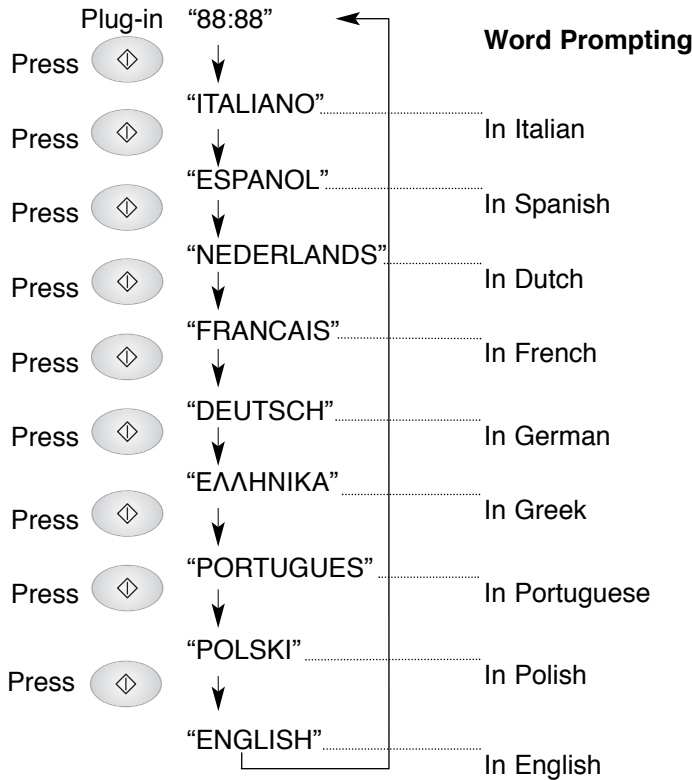 Plug-in “88:88”
Word Prompting
Press
“ITALIANO”
In Italian
Press
“ESPANOL”
In Spanish
Press
“NEDERLANDS”
In Dutch
Press
“FRANCAIS”
In French
Press
“DEUTSCH”
In German
Press
“ΕΛΛΗΝΙΚΑ”
In Greek
Press
“PORTUGUES”
In Portuguese
Press
“POLSKI”
In Polish
Press
“ENGLISH”
In English